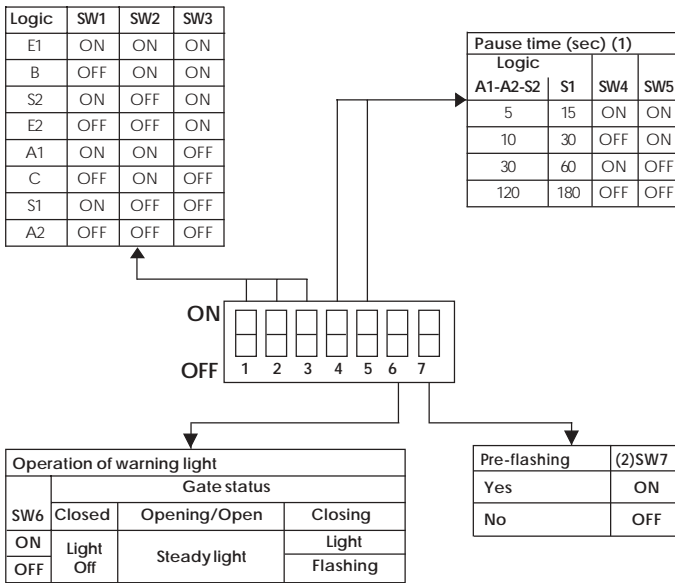 Logic SW1 SW2 SW3
E1 ON ON ON
B OFF ON ON
S2 ON OFF ON
E2 OFF OFF ON
A1 ON ON OFF
C OFF ON OFF
S1 ON OFF OFF
A2 OFF OFF OFF
Pause time (sec) (1)
Logic
A1-A2-S2 S1 SW4 SW5
5 15 ON ON
10 30 OFF ON
30 60 ON OFF
120 180 OFF OFF
ON
OFF 1 2 3 4 5 6 7
Operation of warning light
Gate status
SW6 Closed Opening/Open Closing
ON Light Off Steady light Light
OFF Flashing
Pre-flashing (2)SW7
Yes ON
No OFF